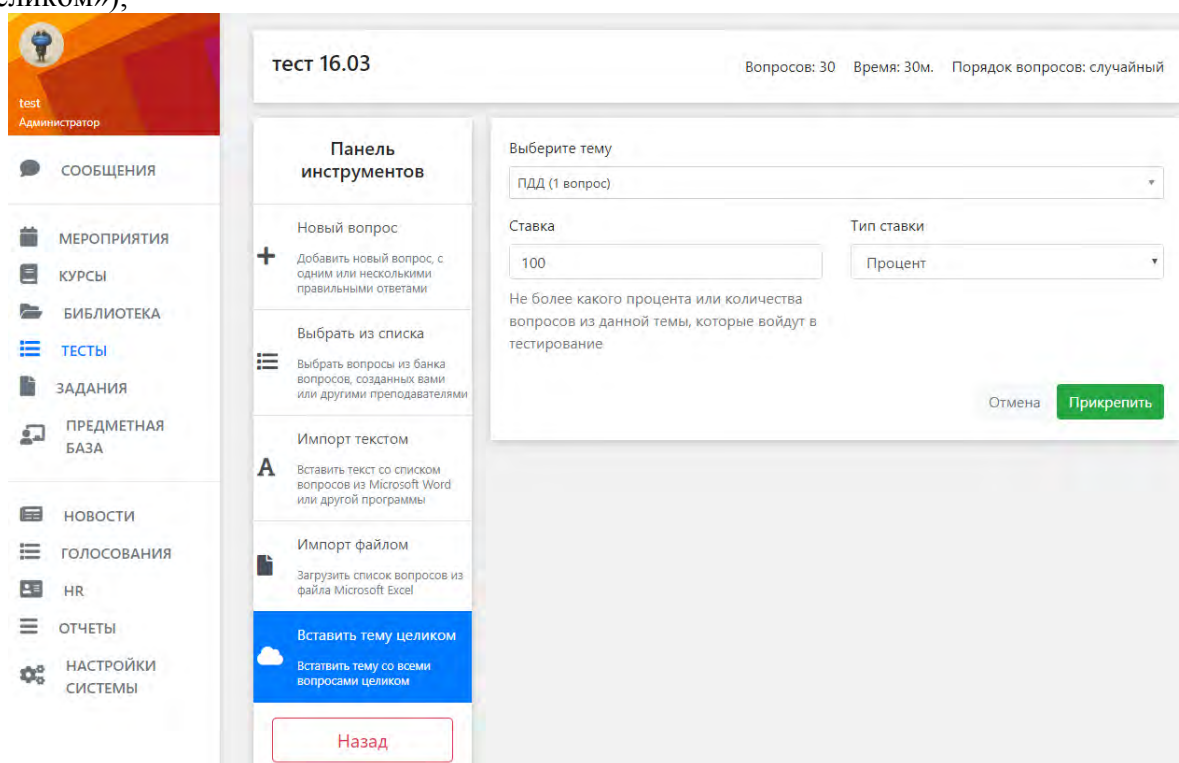 еликом»);
test
Администратор
СООБЩЕНИЯ
МЕРОПРИЯТИЯ
КУРСЫ
БИБЛИОТЕКА
ТЕСТЫ
ЗАДАНИЯ
ПРЕДМЕТНАЯ
БАЗА
НОВОСТИ
ГОЛОСОВАНИЯ
HR
ОТЧЕТЫ
НАСТРОЙКИ
СИСТЕМЫ
тест 16.03
Вопросов: 30 Время: 30м. Порядок вопросов: случайный
Панель
инструментов
Новый вопрос
Добавить новый вопрос, с
одним или несколькими
правильными ответами
Выбрать из списка
Выбрать вопросы из банка
вопросов, созданных вами
или другими преподавателями
Импорт текстом
Вставить текст со списком
вопросов из Microsoft Word
или другой программы
Импорт файлом
Загрузить список вопросов из
файла Microsoft Excel
Вставить тему целиком
Встатвить тему со всеми
вопросами целиком
Назад
Выберите тему
ПДД (1 вопрос)
Ставка
Тип ставки
100
Процент
Не более какого процента или количества
вопросов из данной темы, которые войдут в
тестирование
Отмена
Прикрепить